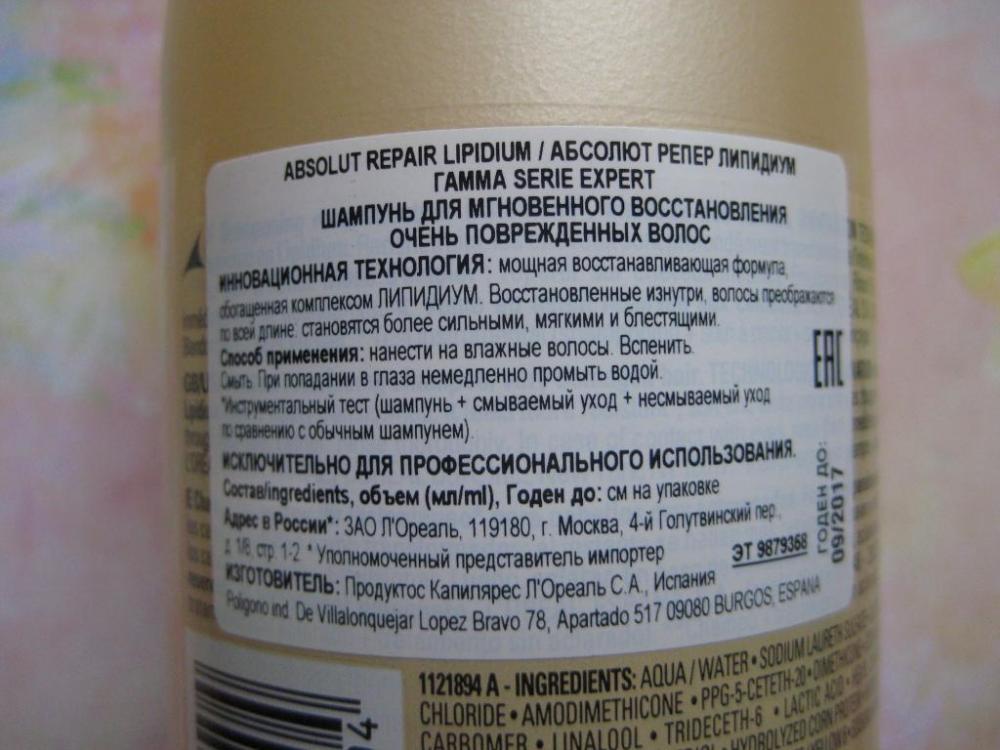 ABSOLUT REPAIR LIPIDIUM / АБСОЛЮТ РЕПЕР ЛИПИДИУМ
ГАММА SERIE EXPERT
ШАМПУНЬ ДЛЯ МГНОВЕННОГО ВОССТАНОВЛЕНИЯ
ОЧЕНЬ ПОВРЕЖДЕННЫХ ВОЛОС
ИННОВАЦИОННАЯ ТЕХНОЛОГИЯ: мощная восстанавливающая формула,
обогащенная комплексом ЛИПИДИУМ. Восстановленные изнутри, волосы преображаются
по всей длине: становятся более сильными, мягкими и блестящими.
Способ применения: нанести на влажные волосы. Вспенить.
Смыть. При попадании в глаза немедленно промыть водой.
*Инструментальный тест (шампунь + смываемый уход + несмываемый уход
по сравнению с обычным шампунем).
ИСКЛЮЧИТЕЛЬНО ДЛЯ ПРОФЕССИОНАЛЬНОГО ИСПОЛЬЗОВАНИЯ.
Состав/ingredients, объем (мл/ml), Годен до: см на упаковке
Адрес в России*: ЗАО Л'Ореаль, 119180, г. Москва, 4-й Голутвинский пер.,
д. 1/8, стр. 1-2 * Уполномоченный представитель импортер
ИЗГОТОВИТЕЛЬ: Продуктос Капилярес Л'Ореаль С.А., Испания
Poligono ind. De Villalonquejar Lopez Bravo 78, Apartado 517 09080 BURGOS, ESPANA
ЭТ 9879368
EAC
ГОДЕН ДО:
09/2017
1121894 A - INGREDIENTS: AQUA / WATER • SODIUM LAURETH
CHLORIDE • AMODIMETHICONE • PPG-5-CETETH-20 •
CARBOMER • LINALOOL • TRIDECETH-6 • LACTIC ACID •
HYDROLYZED CORN